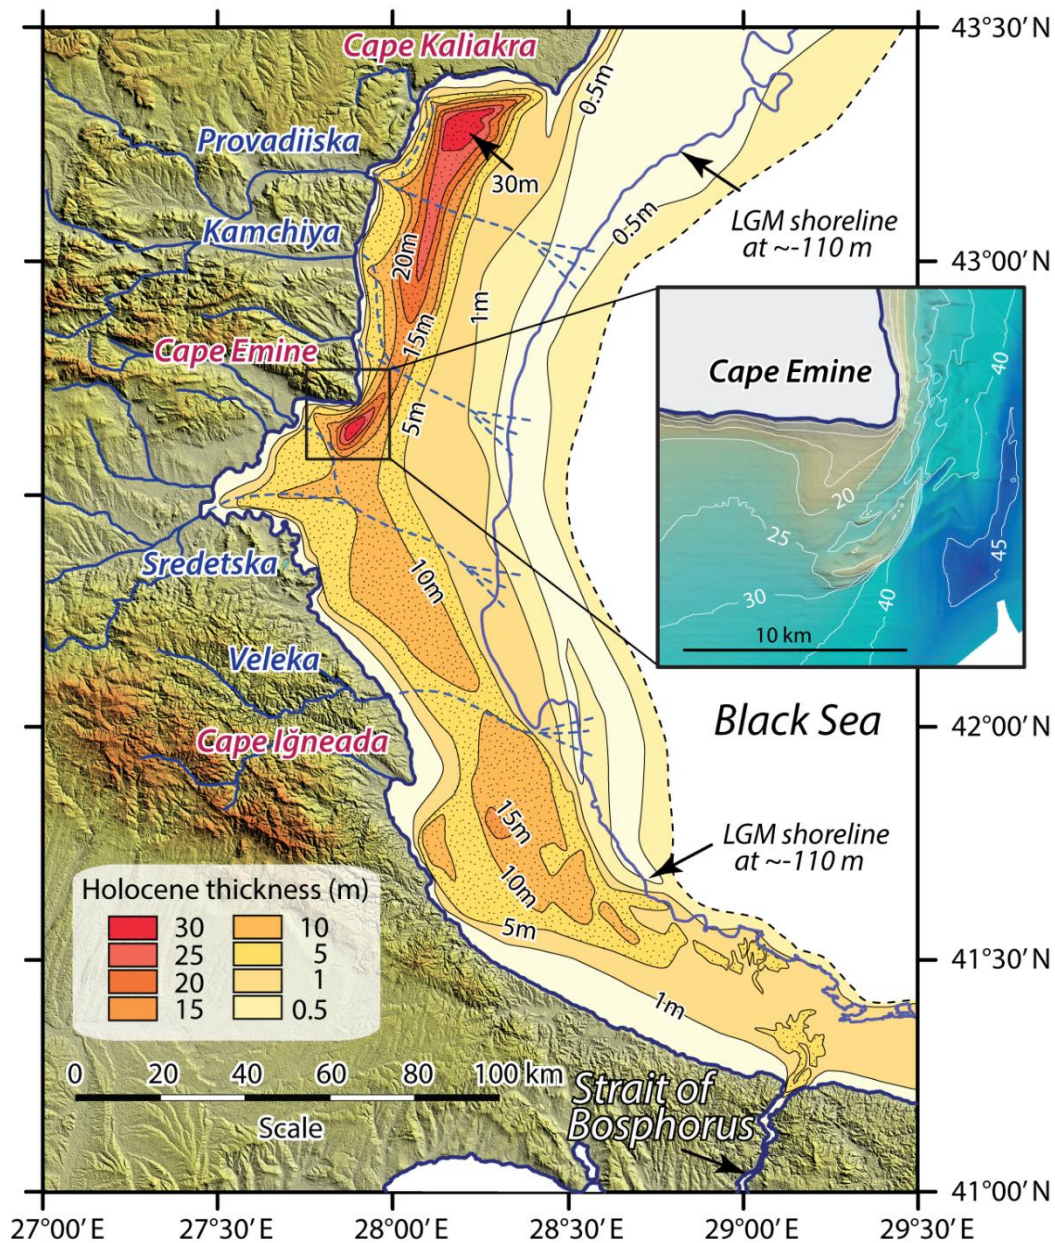 43°30′ N
Cape Kaliakra
0.5m
Provadiiska
30m
LGM shoreline
at ~-110 m
0.5m
Kamchiya
20m
43°00′ N
1m
15m
Cape Emine
5m
Cape Emine
40
20
25
45
30
40
10 km
Sredetska
10m
Veleka
42°00′ N
Black Sea
Cape Iğneada
15m
LGM shoreline
at ~-110 m
10m
5m
Holocene thickness (m)
30 10
25 5
20 1
15 0.5
41°30′ N
1m
0 20 40 60 80 100 km
Scale
Strait of
Bosphorus
41°00′ N
27°00′ E 27°30′ E 28°00′ E 28°30′ E 29°00′ E 29°30′ E